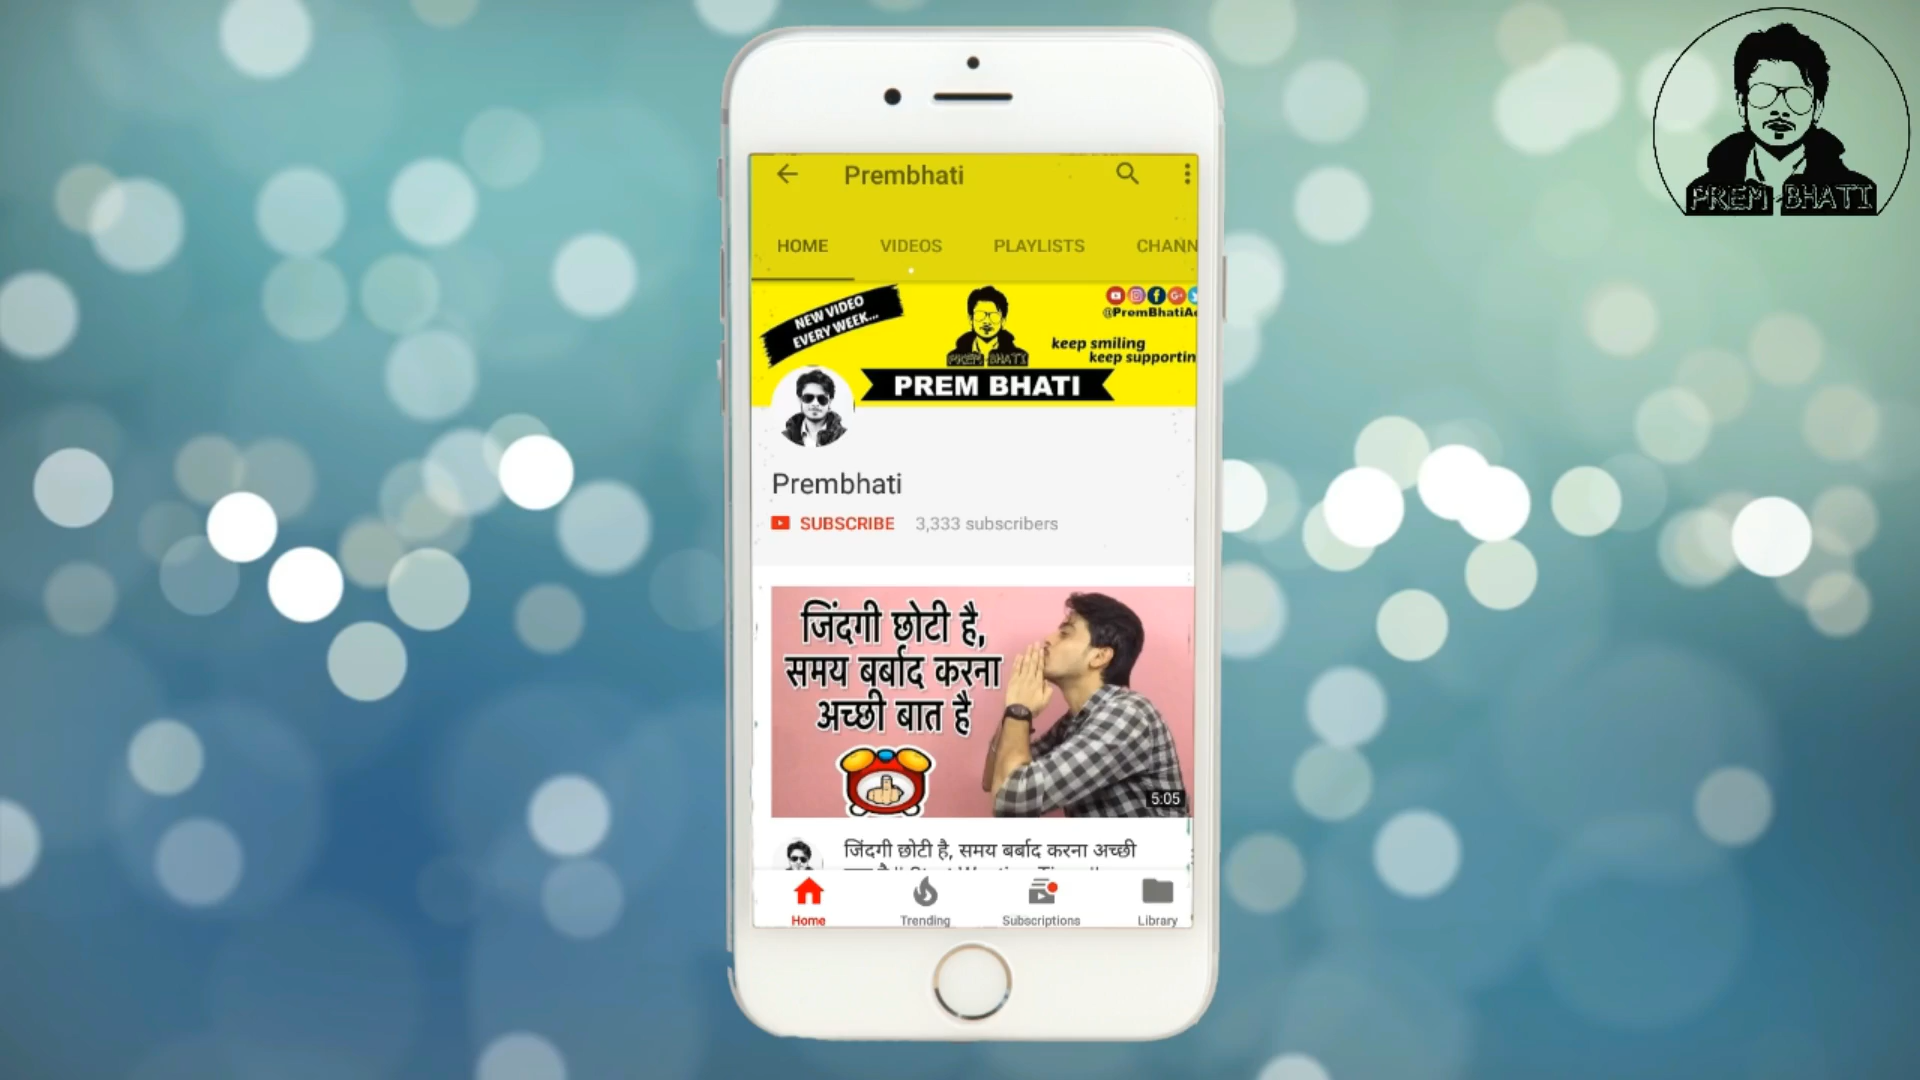 PREM BHATI
Prembhati
HOME VIDEOS PLAYLISTS CHANN
NEW VIDEO
EVERY WEEK...
@PremBhatiAc
keep smiling
keep supportin
PREM BHATI
PREM BHATI
Prembhati
SUBSCRIBE 3,333 subscribers
जिंदगी छोटी है,
समय बर्बाद करना
अच्छी बात है
5:05
जिंदगी छोटी है, समय बर्बाद करना अच्छी
Home Trending Subscriptions Library